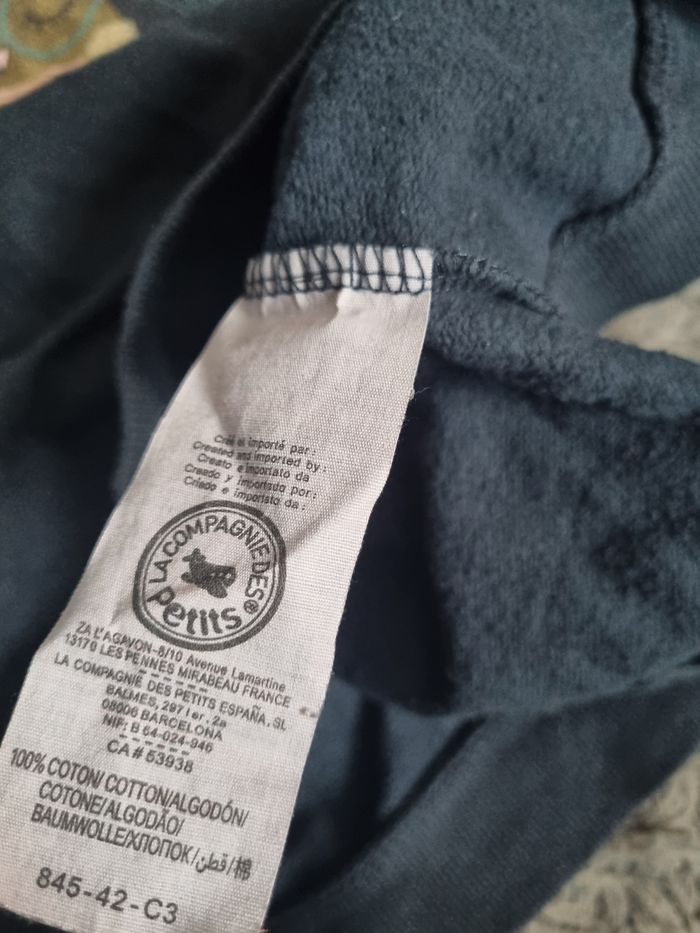 Créé et importé par :
Created and imported by :
Creato e importato da
Creado y importado por :
Criado e importato da :
LA COMPAGNIE DES
Petits®
ZA L'AGAVON-8/10 Avenue Lamartine
13170 LES PENNES MIRABEAU FRANCE
LA COMPAGNIE DES PETITS ESPAÑA, SL
BALMES, 297 1er, 2a
08006 BARCELONA
NIF: B 64-024-946
CA # 53938
100% COTON/ COTTON/ALGODÓN/
COTONE/ALGODÃO/
BAUMWOLLE/ХЛОПОК/قطن/棉
845-42-C3